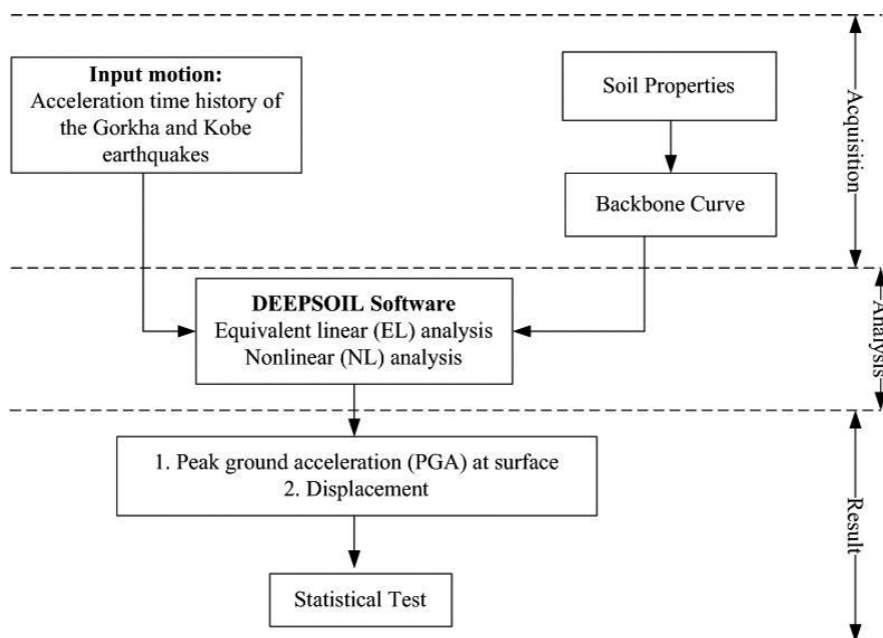 Input motion:
Acceleration time history of
the Gorkha and Kobe
earthquakes
Soil Properties
Backbone Curve
Acquisition
DEEPSOIL Software
Equivalent linear (EL) analysis
Nonlinear (NL) analysis
Analysis
1. Peak ground acceleration (PGA) at surface
2. Displacement
Statistical Test
Result